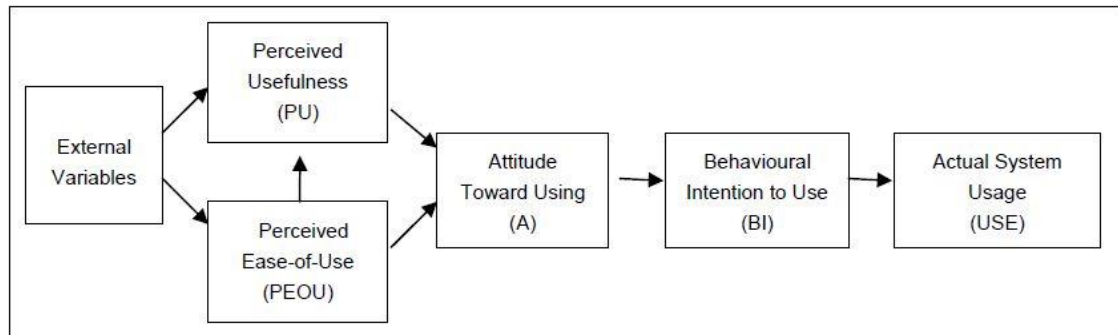 External
Variables
Perceived
Usefulness
(PU)
Perceived
Ease-of-Use
(PEOU)
Attitude
Toward Using
(A)
Behavioural
Intention to Use
(BI)
Actual System
Usage
(USE)